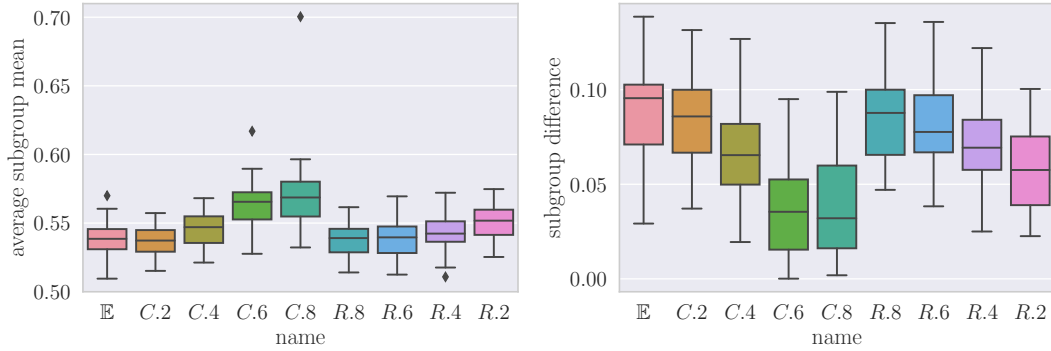 average subgroup mean
0.70
0.65
0.60
0.55
0.50
𝔼 C.2 C.4 C.6 C.8 R.8 R.6 R.4 R.2
name
subgroup difference
0.10
0.05
0.00
𝔼 C.2 C.4 C.6 C.8 R.8 R.6 R.4 R.2
name